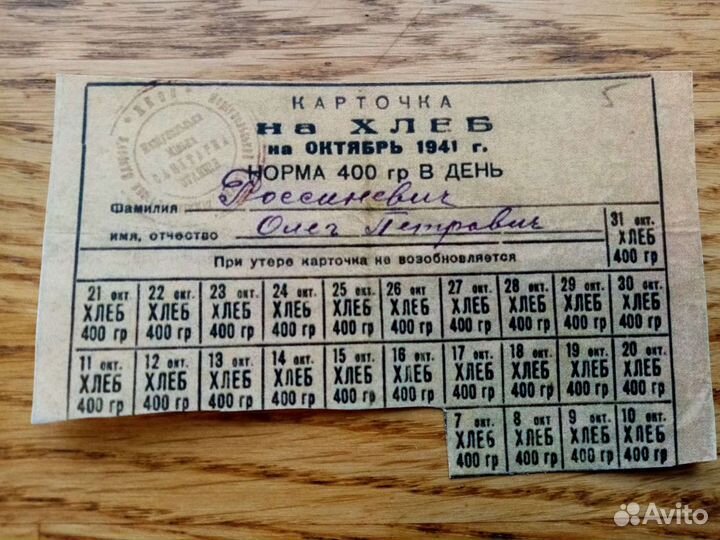 КАРТОЧКА
5
на ХЛЕБ
на ОКТЯБРЬ 1941 г.
НОРМА 400 гр В ДЕНЬ
Фамилия Россиневич
имя, отчество Олег Петрович
31 окт. ХЛЕБ 400 гр
При утере карточка не возобновляется
21 окт 22 окт. 23 окт. 24 окт. 25 окт. 26 окт 27 окт. 28 окт. 29 окт. 30 окт.
ХЛЕБ ХЛЕБ ХЛЕБ ХЛЕБ ХЛЕБ ХЛЕБ ХЛЕБ ХЛЕБ ХЛЕБ ХЛЕБ
400 гр 400 гр 400 гр 400 гр 400 гр 400 гр 400 гр 400 гр 400 гр 400 гр
11 окт. 12 окт. 13 окт. 14 окт. 15 окт. 16 окт. 17 окт. 18 окт. 19 окт. 20 окт.
ХЛЕБ ХЛЕБ ХЛЕБ ХЛЕБ ХЛЕБ ХЛЕБ ХЛЕБ ХЛЕБ ХЛЕБ ХЛЕБ
400 гр 400 гр 400 гр 400 гр 400 гр 400 гр 400 гр 400 гр 400 гр 400 гр
7 окт. 8 окт. 9 окт. 10 окт.
ХЛЕБ ХЛЕБ ХЛЕБ ХЛЕБ
400 гр 400 гр 400 гр 400 гр
Avito